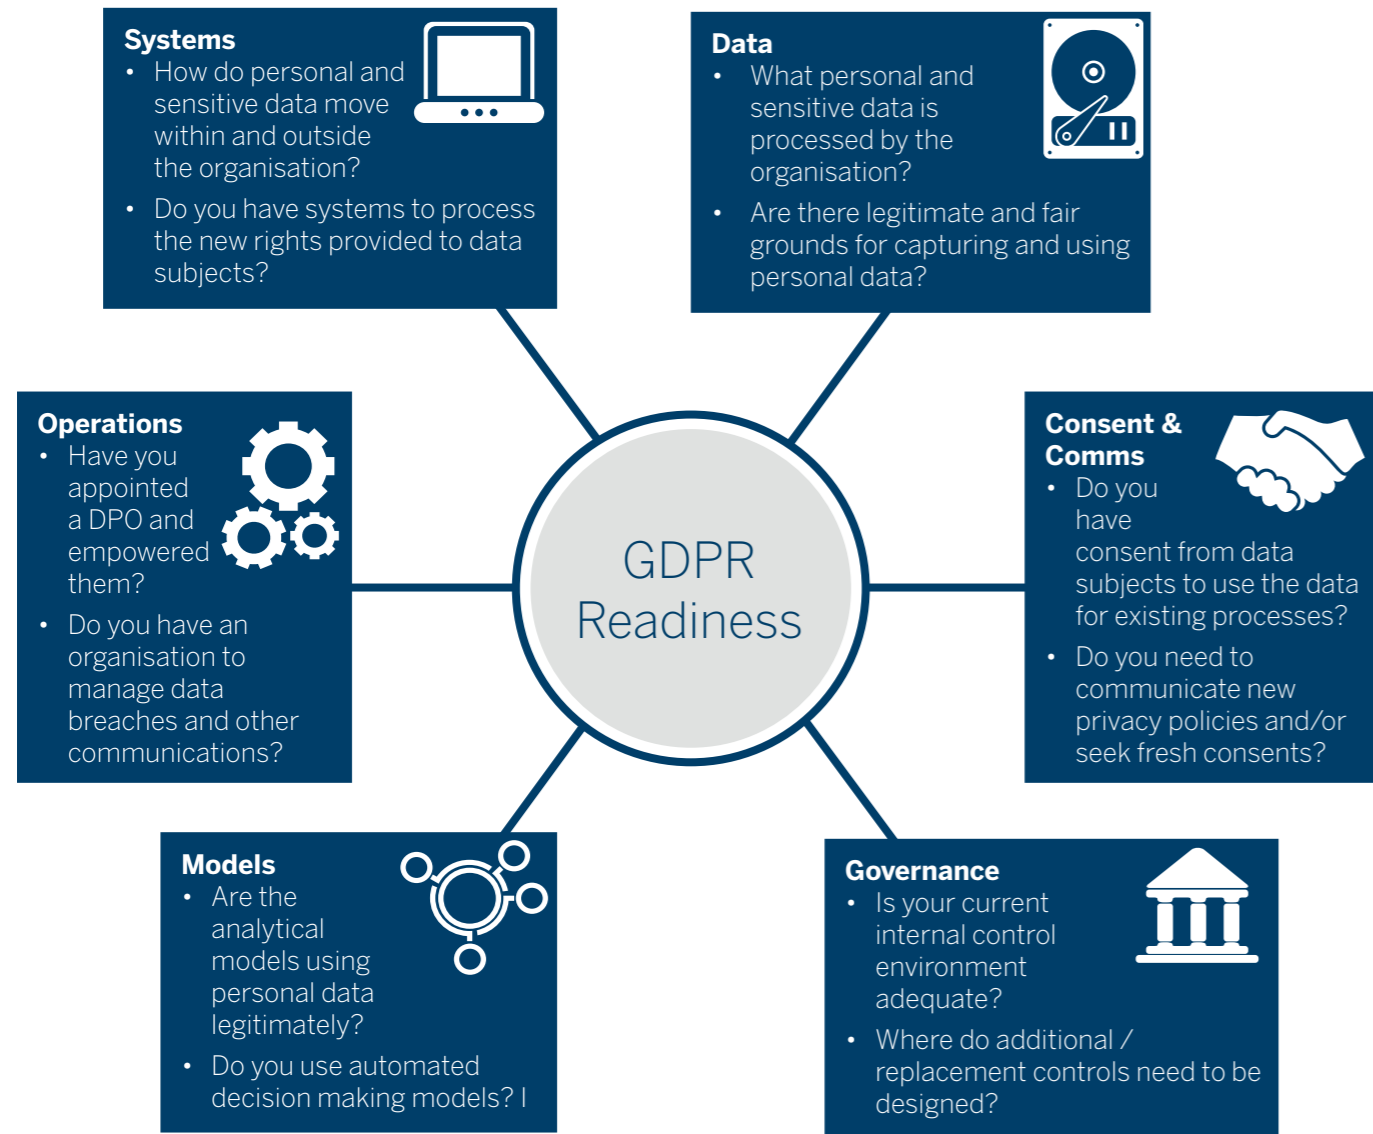 Systems
• How do personal and
sensitive data move
within and outside
the organisation?
• Do you have systems to process
the new rights provided to data
subjects?
Data
• What personal and
sensitive data is
processed by the
organisation?
• Are there legitimate and fair
grounds for capturing and using
personal data?
Operations
• Have you
appointed
a DPO and
empowered
them?
• Do you have an
organisation to
manage data
breaches and other
communications?
GDPR
Readiness
Consent &
Comms
• Do you
have
consent from data
subjects to use the data
for existing processes?
• Do you need to
communicate new
privacy policies and/or
seek fresh consents?
Models
• Are the
analytical
models using
personal data
legitimately?
• Do you use automated
decision making models? I
Governance
• Is your current
internal control
environment
adequate?
• Where do additional /
replacement controls need to be
designed?